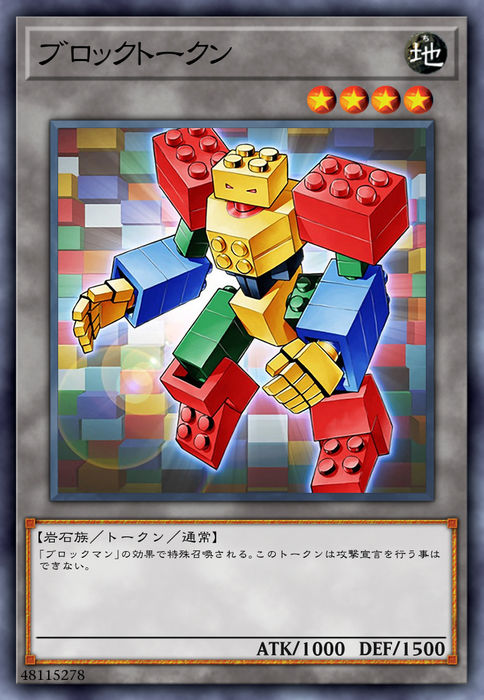 ブロックトークン
ち
地
【岩石族／トークン／通常】
「ブロックマン」の効果で特殊召喚される。このトークンは攻撃宣言を行う事は
できない。
ATK/1000 DEF/1500
48115278